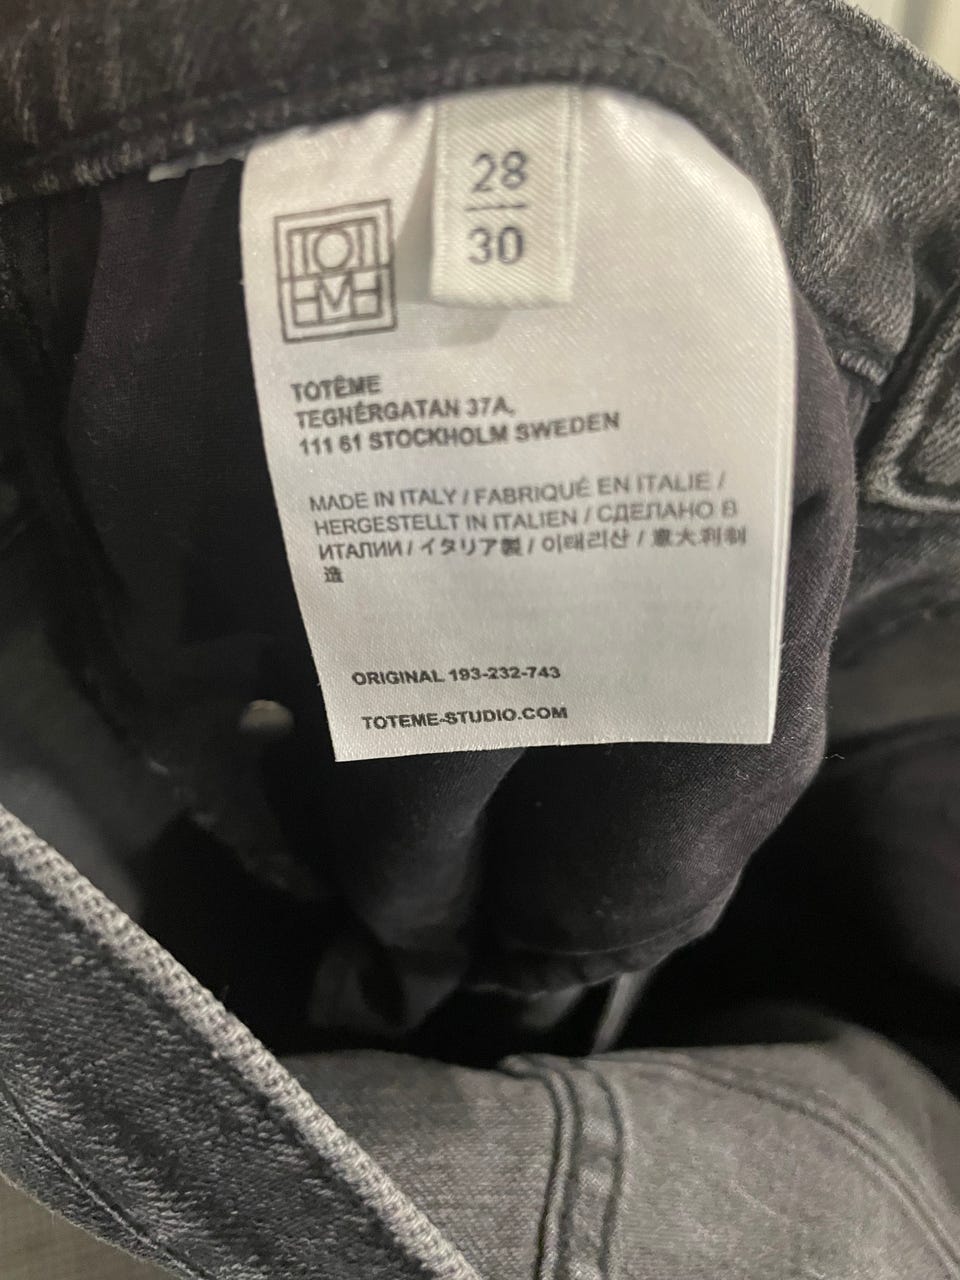 28
30
TOTÊME
TOTÊME
TEGNÉRGATAN 37A,
111 61 STOCKHOLM SWEDEN
MADE IN ITALY / FABRIQUÉ EN ITALIE /
HERGESTELLT IN ITALIEN / СДЕЛАНО В
ИТАЛИИ / イタリア製 / 이태리산 / 意大利制
造
ORIGINAL 193-232-743
TOTEME-STUDIO.COM